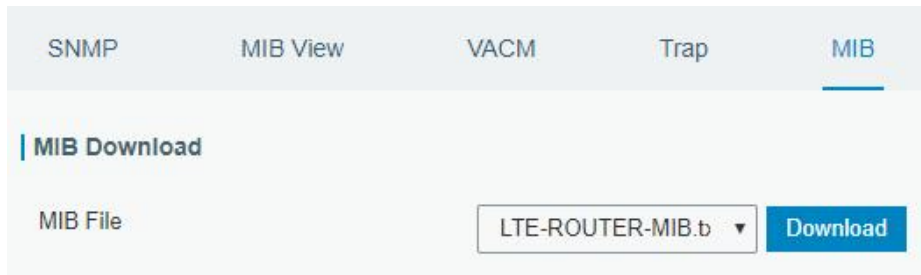 SNMP MIB View VACM Trap MIB
MIB Download
MIB File LTE-ROUTER-MIB.t Download